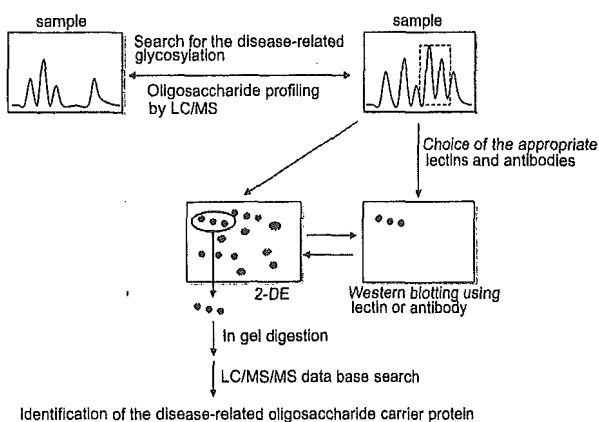 sample
sample
Search for the disease-related
glycosylation
Oligosaccharide profiling
by LC/MS
Choice of the appropriate
lectins and antibodies
2-DE
Western blotting using
lectin or antibody
In gel digestion
LC/MS/MS data base search
Identification of the disease-related oligosaccharide carrier protein